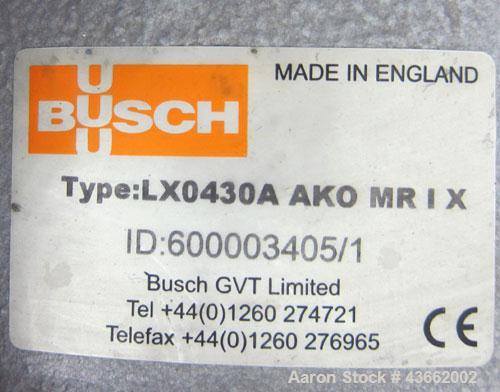 BUSCH
U
U
MADE IN ENGLAND
Type:LX0430A AKO MR I X
ID:600003405/1
Busch GVT Limited
Tel +44(0)1260 274721
Telefax +44(0)1260 276965
CE
Aaron Stock # 43662002